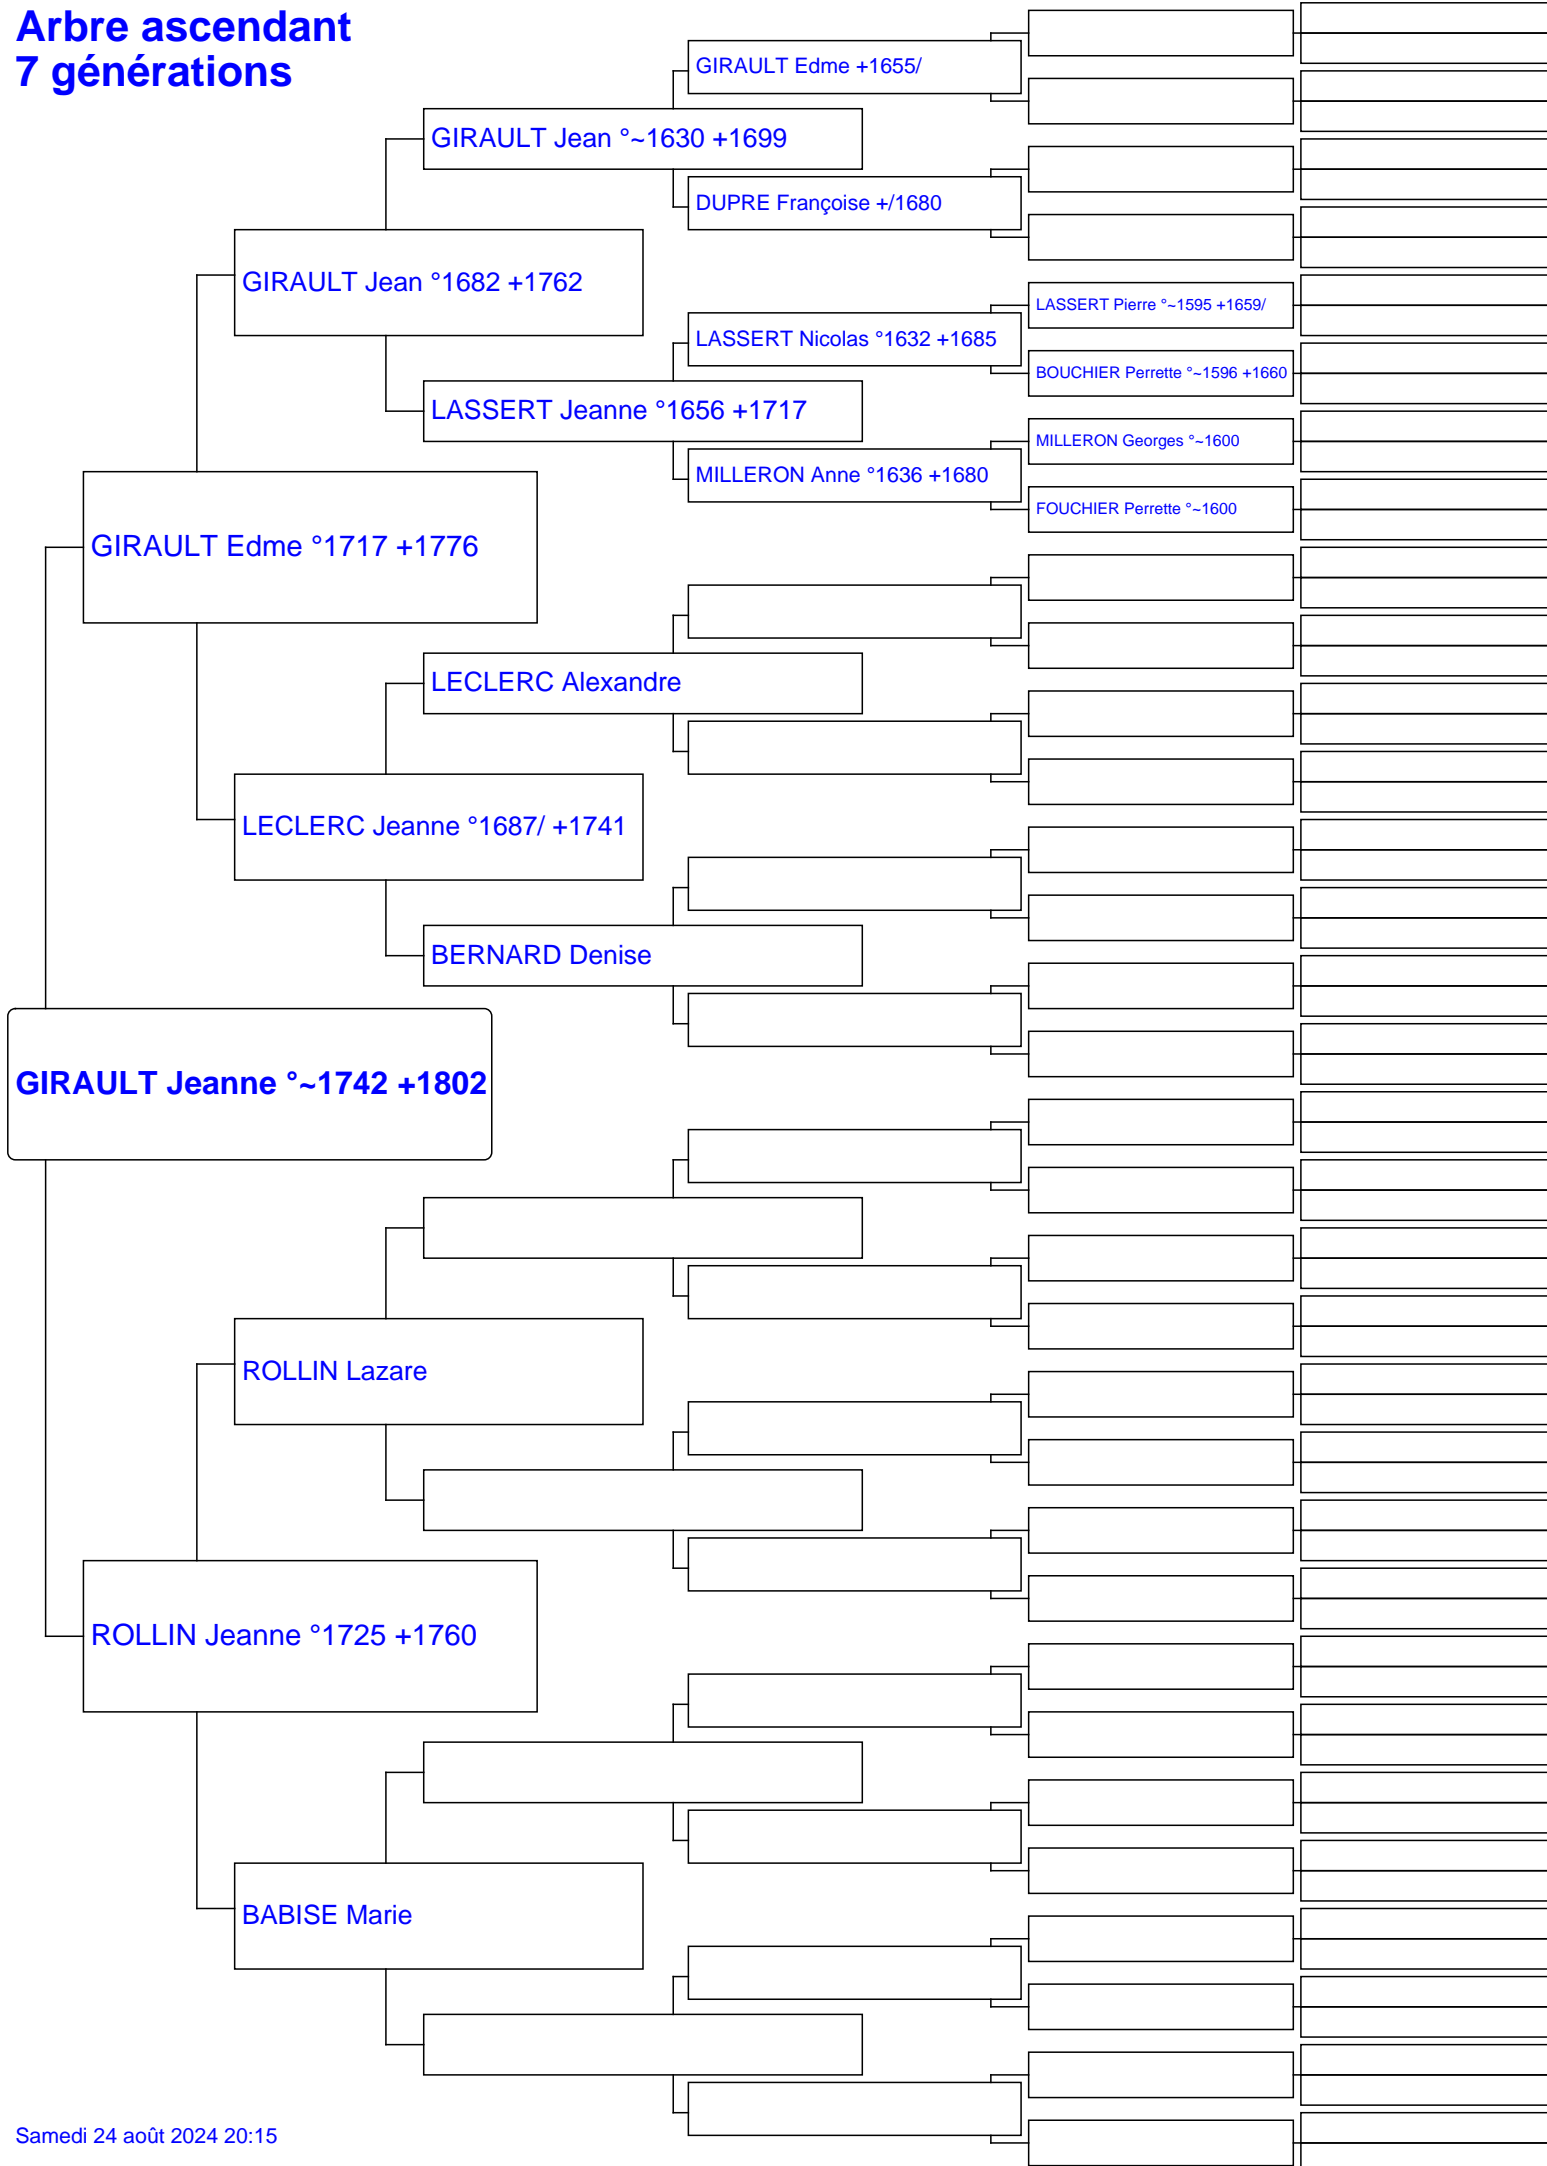 Arbre ascendant
7 générations
GIRAULT Edme +1655/
GIRAULT Jean °~1630 +1699
DUPRE Françoise +/1680
GIRAULT Jean °1682 +1762
LASSERT Pierre °~1595 +1659/
LASSERT Nicolas °1632 +1685
BOUCHIER Perrette °~1596 +1660
LASSERT Jeanne °1656 +1717
MILLERON Georges °~1600
MILLERON Anne °1636 +1680
FOUCHIER Perrette °~1600
GIRAULT Edme °1717 +1776
LECLERC Alexandre
LECLERC Jeanne °1687/ +1741
BERNARD Denise
GIRAULT Jeanne °~1742 +1802
ROLLIN Lazare
ROLLIN Jeanne °1725 +1760
BABISE Marie
Samedi 24 août 2024 20:15